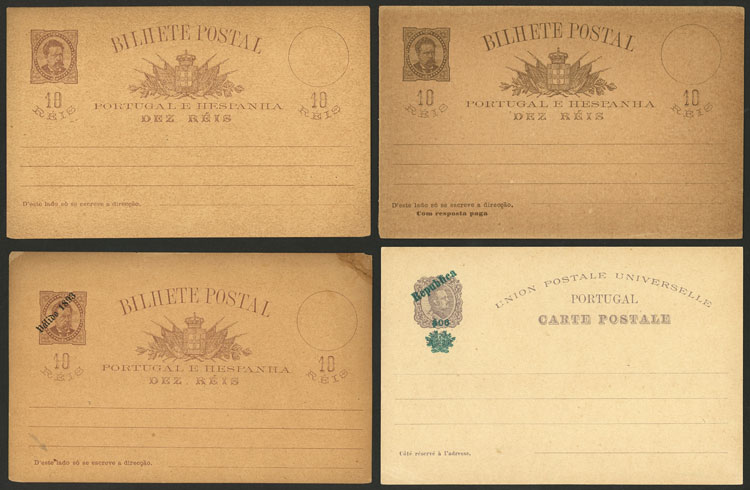 BILHETE POSTAL
10 RÉIS
PORTUGAL E HESPANHA
10 RÉIS
DEZ RÉIS
D'este lado só se escreve a direcção.
BILHETE POSTAL
10 RÉIS
PORTUGAL E HESPANHA
10 RÉIS
DEZ RÉIS
D'este lado só se escreve a direcção.
Com resposta paga
BILHETE POSTAL
Válido 1893
10 RÉIS
PORTUGAL E HESPANHA
10 RÉIS
DEZ RÉIS
D'este lado só se escreve a direcção.
Republica
UNION POSTALE UNIVERSELLE
PORTUGAL
CARTE POSTALE
Côté réservé à l'adresse.